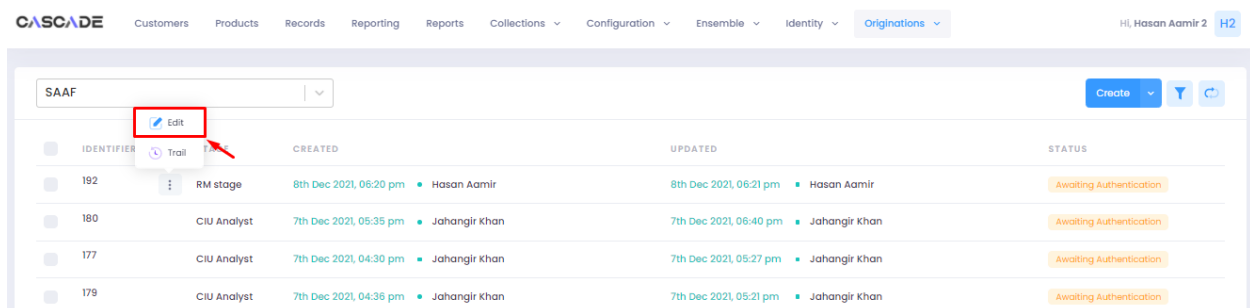 CASCADE Customers Products Records Reporting Reports Collections Configuration Ensemble Identity Originations Hi, Hasan Aamir 2 H2
SAAF Create
Edit
Trail
IDENTIFIER CREATED UPDATED STATUS
192 RM stage 8th Dec 2021, 06:20 pm Hasan Aamir 8th Dec 2021, 06:21 pm Hasan Aamir Awaiting Authentication
180 CIU Analyst 7th Dec 2021, 05:35 pm Jahangir Khan 7th Dec 2021, 06:40 pm Jahangir Khan Awaiting Authentication
177 CIU Analyst 7th Dec 2021, 04:30 pm Jahangir Khan 7th Dec 2021, 05:27 pm Jahangir Khan Awaiting Authentication
179 CIU Analyst 7th Dec 2021, 04:36 pm Jahangir Khan 7th Dec 2021, 05:21 pm Jahangir Khan Awaiting Authentication